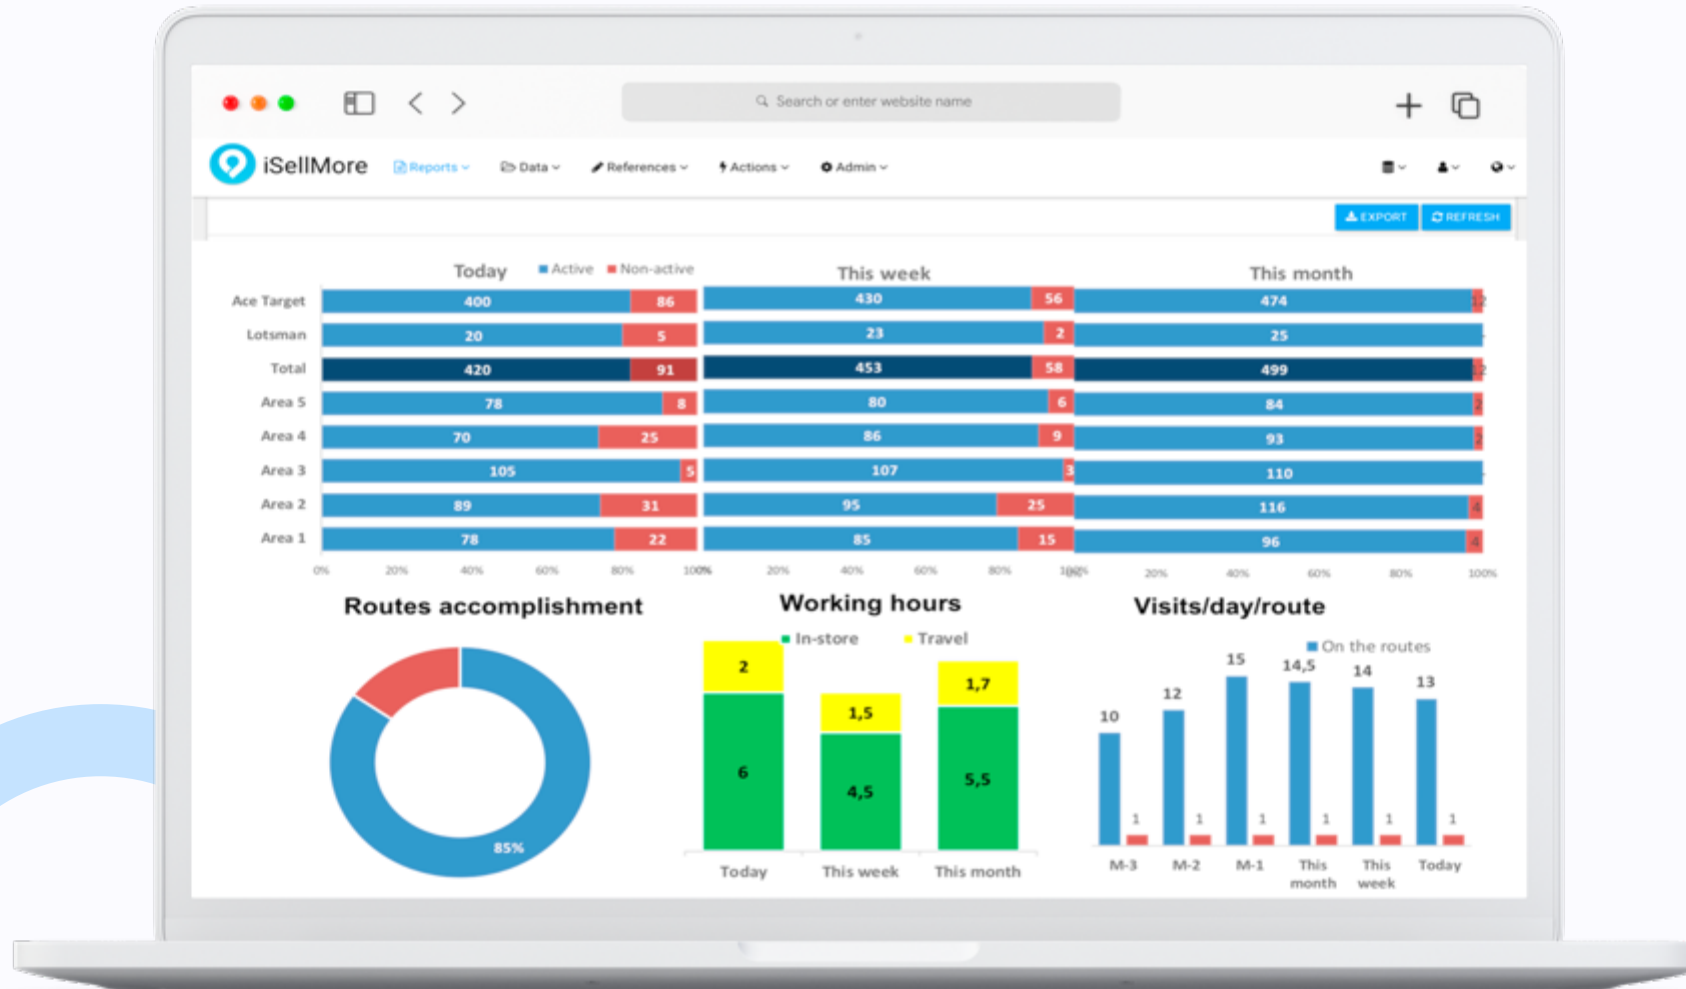 Search or enter website name
iSellMore Reports Data References Actions Admin
EXPORT REFRESH
Today Active Non-active This week This month
Ace Target 400 86 430 56 474 12
Lotsman 20 5 23 2 25 -
Total 420 91 453 58 499 12
Area 5 78 8 80 6 84 2
Area 4 70 25 86 9 93 2
Area 3 105 5 107 3 110 -
Area 2 89 31 95 25 116 4
Area 1 78 22 85 15 96 4
0% 20% 40% 60% 80% 100% 20% 40% 60% 80% 20% 40% 60% 80% 100%
Routes accomplishment
85%
Working hours
In-store Travel
2 1,5 1,7
6 4,5 5,5
Today This week This month
Visits/day/route
On the routes
10 12 15 14,5 14 13
1 1 1 1 1 1
M-3 M-2 M-1 This month This week Today